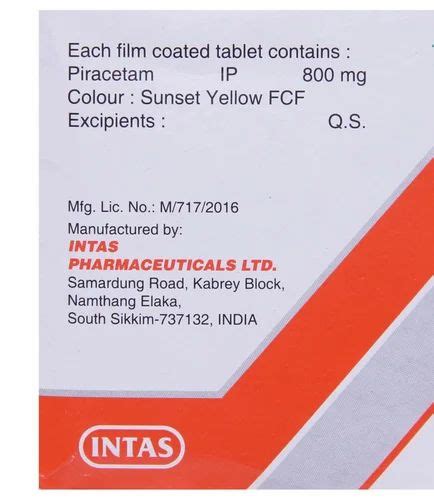 Each film coated tablet contains :
Piracetam IP 800 mg
Colour : Sunset Yellow FCF
Excipients : Q.S.
Mfg. Lic. No.: M/717/2016
Manufactured by:
INTAS
PHARMACEUTICALS LTD.
Samardung Road, Kabrey Block,
Namthang Elaka,
South Sikkim-737132, INDIA
INTAS